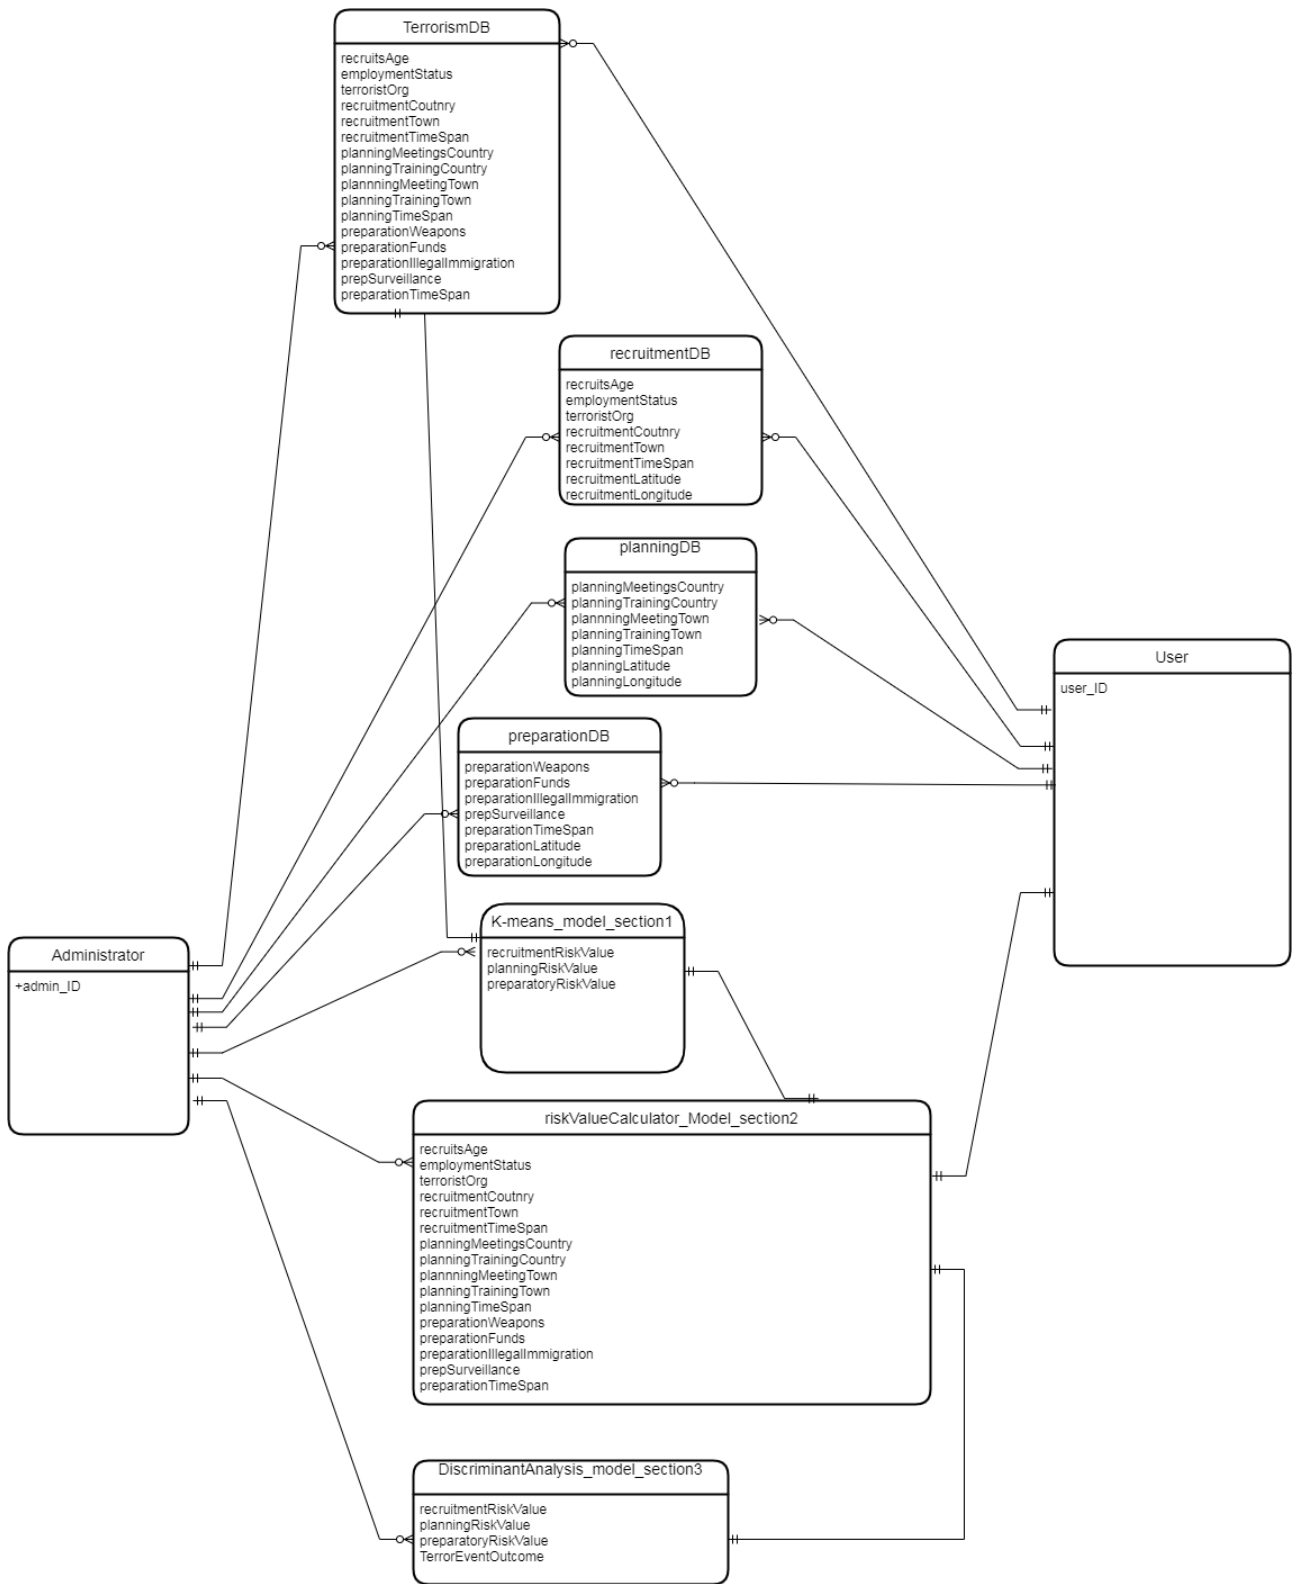 TerrorismDB
recruitsAge
employmentStatus
terroristOrg
recruitmentCoutnry
recruitmentTown
recruitmentTimeSpan
planningMeetingsCountry
planningTrainingCountry
plannningMeetingTown
planningTrainingTown
planningTimeSpan
preparationWeapons
preparationFunds
preparationIllegalImmigration
prepSurveillance
preparationTimeSpan
recruitmentDB
recruitsAge
employmentStatus
terroristOrg
recruitmentCoutnry
recruitmentTown
recruitmentTimeSpan
recruitmentLatitude
recruitmentLongitude
planningDB
planningMeetingsCountry
planningTrainingCountry
plannningMeetingTown
planningTrainingTown
planningTimeSpan
planningLatitude
planningLongitude
User
user_ID
preparationDB
preparationWeapons
preparationFunds
preparationIllegalImmigration
prepSurveillance
preparationTimeSpan
preparationLatitude
preparationLongitude
K-means_model_section1
recruitmentRiskValue
planningRiskValue
preparatoryRiskValue
Administrator
+admin_ID
riskValueCalculator_Model_section2
recruitsAge
employmentStatus
terroristOrg
recruitmentCoutnry
recruitmentTown
recruitmentTimeSpan
planningMeetingsCountry
planningTrainingCountry
plannningMeetingTown
planningTrainingTown
planningTimeSpan
preparationWeapons
preparationFunds
preparationIllegalImmigration
prepSurveillance
preparationTimeSpan
DiscriminantAnalysis_model_section3
recruitmentRiskValue
planningRiskValue
preparatoryRiskValue
TerrorEventOutcome